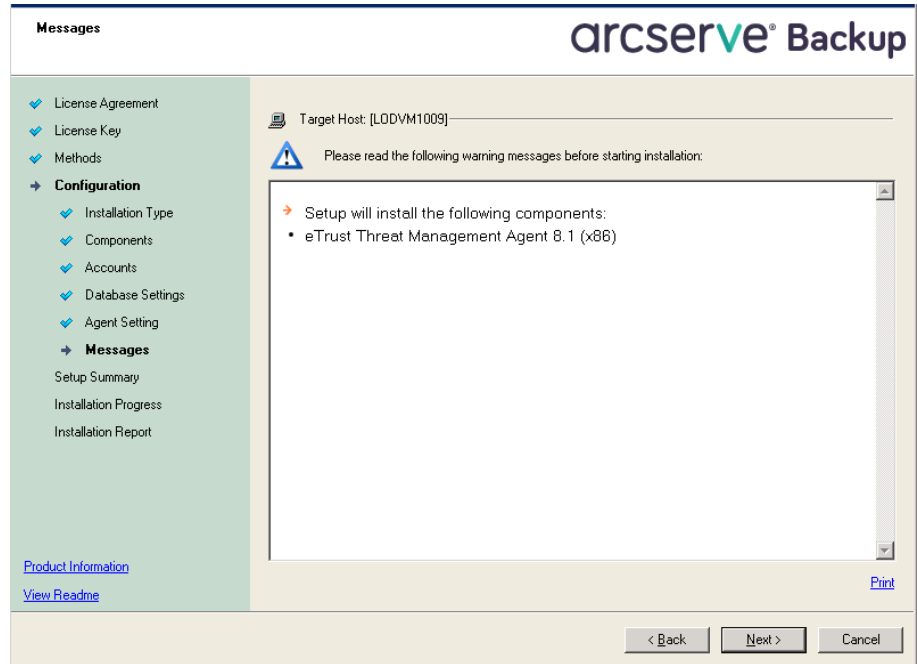 Messages
arcserve® Backup
License Agreement
License Key
Methods
Configuration
Installation Type
Components
Accounts
Database Settings
Agent Setting
Messages
Setup Summary
Installation Progress
Installation Report
Product Information
View Readme
Target Host: [LODVM1009]
Please read the following warning messages before starting installation:
Setup will install the following components:
• eTrust Threat Management Agent 8.1 (x86)
Print
< Back
Next >
Cancel